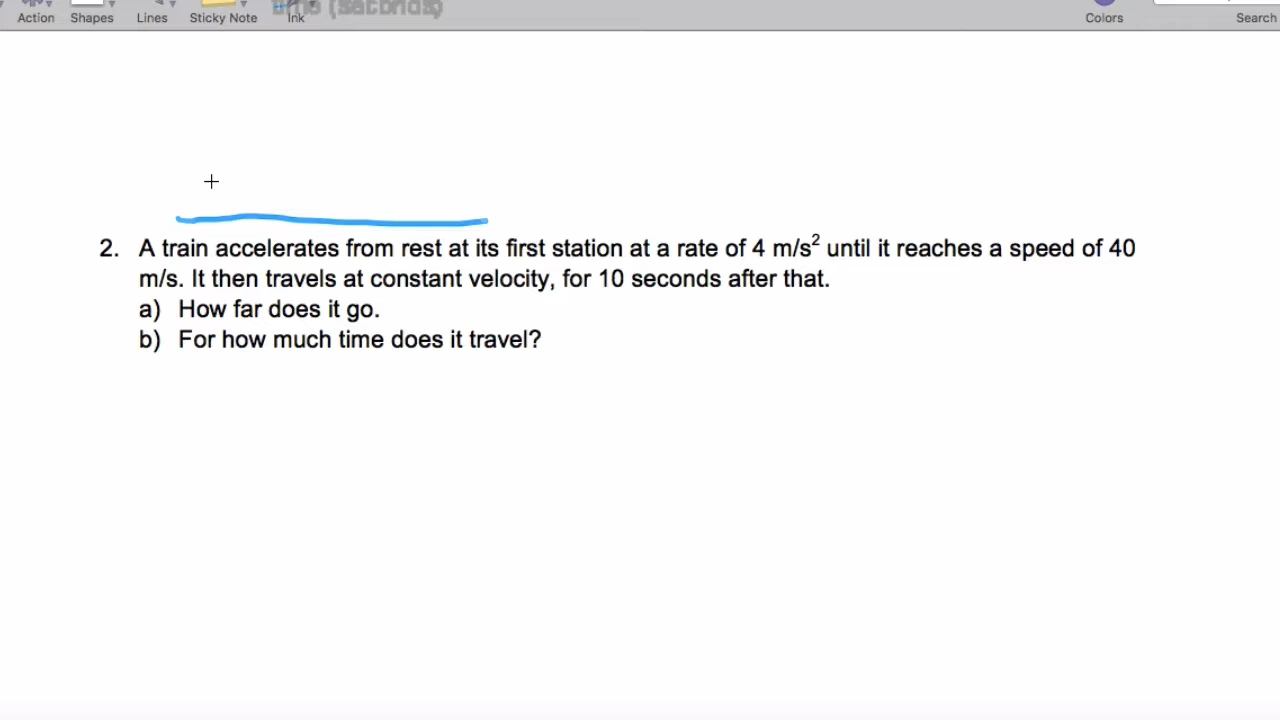 (seconds)
Action Shapes Lines Sticky Note Ink Colors Search
2. A train accelerates from rest at its first station at a rate of 4 m/s² until it reaches a speed of 40
m/s. It then travels at constant velocity, for 10 seconds after that.
a) How far does it go.
b) For how much time does it travel?